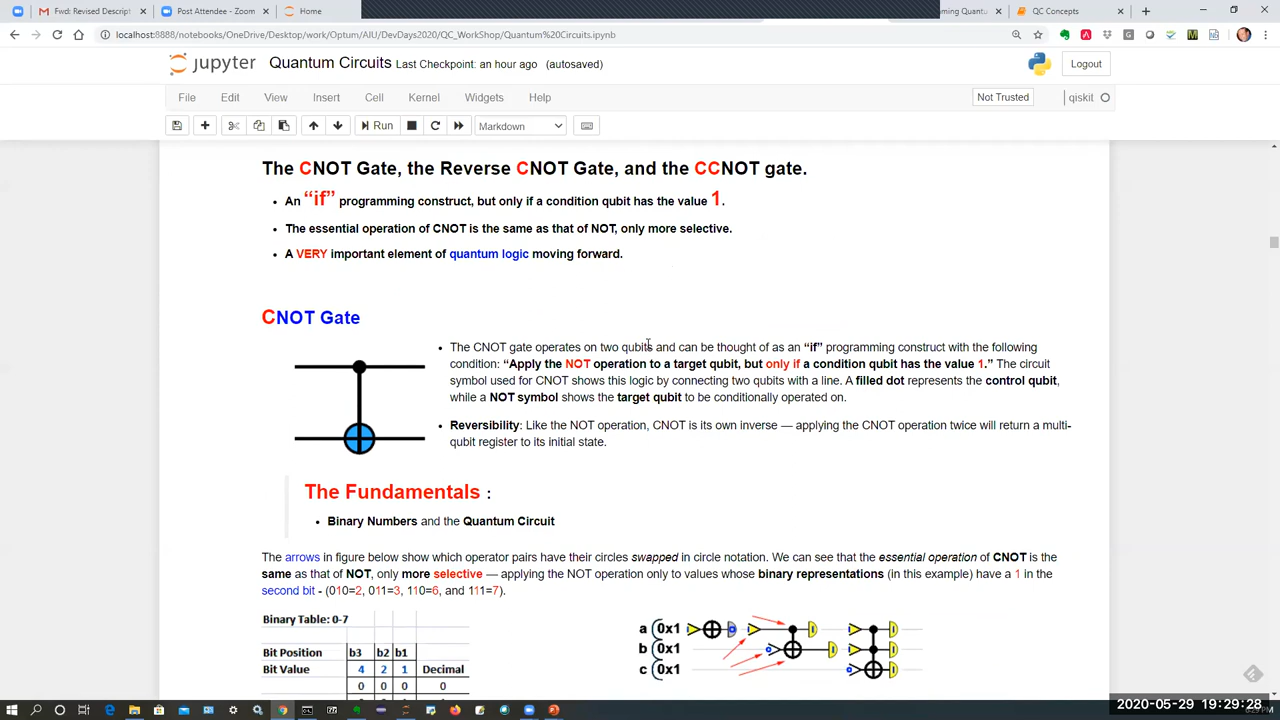 Fwd: Revised Descript
Post Attendee - Zoom
Home
ming Quantu
QC Concepts
localhost:8888/notebooks/OneDrive/Desktop/work/Optum/AIU/DevDays2020/QC_WorkShop/Quantum%20Circuits.ipynb
jupyter Quantum Circuits Last Checkpoint: an hour ago (autosaved)
Logout
File Edit View Insert Cell Kernel Widgets Help
Not Trusted
qiskit
Run
Markdown
The CNOT Gate, the Reverse CNOT Gate, and the CCNOT gate.
• An “if” programming construct, but only if a condition qubit has the value 1.
• The essential operation of CNOT is the same as that of NOT, only more selective.
• A VERY important element of quantum logic moving forward.
CNOT Gate
• The CNOT gate operates on two qubits and can be thought of as an “if” programming construct with the following
condition: “Apply the NOT operation to a target qubit, but only if a condition qubit has the value 1.” The circuit
symbol used for CNOT shows this logic by connecting two qubits with a line. A filled dot represents the control qubit,
while a NOT symbol shows the target qubit to be conditionally operated on.
• Reversibility: Like the NOT operation, CNOT is its own inverse — applying the CNOT operation twice will return a multi-
qubit register to its initial state.
The Fundamentals :
• Binary Numbers and the Quantum Circuit
The arrows in figure below show which operator pairs have their circles swapped in circle notation. We can see that the essential operation of CNOT is the
same as that of NOT, only more selective — applying the NOT operation only to values whose binary representations (in this example) have a 1 in the
second bit - (010=2, 011=3, 110=6, and 111=7).
Binary Table: 0-7
Bit Position b3 b2 b1
Bit Value 4 2 1 Decimal
0 0 0 0
a (0x1
b (0x1
c (0x1
2020-05-29 19:29:28